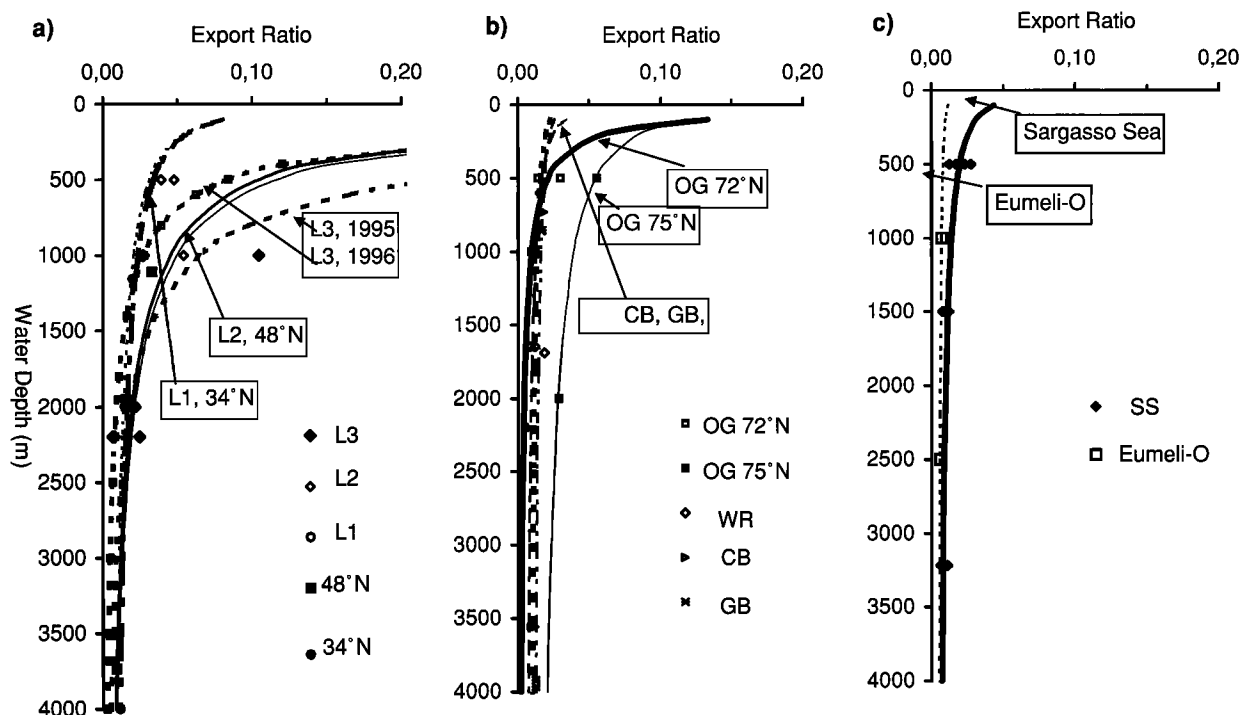 a)
Export Ratio
0,00 0,10 0,20
0
500
1000
1500
2000
2500
3000
3500
4000
Water Depth (m)
L3, 1995
L3, 1996
L2, 48°N
L1, 34°N
L3
L2
L1
48°N
34°N
b)
Export Ratio
0,00 0,10 0,20
0
500
1000
1500
2000
2500
3000
3500
4000
OG 72°N
OG 75°N
CB, GB,
OG 72°N
OG 75°N
WR
CB
GB
c)
Export Ratio
0,00 0,10 0,20
0
500
1000
1500
2000
2500
3000
3500
4000
Sargasso Sea
Eumeli-O
SS
Eumeli-O